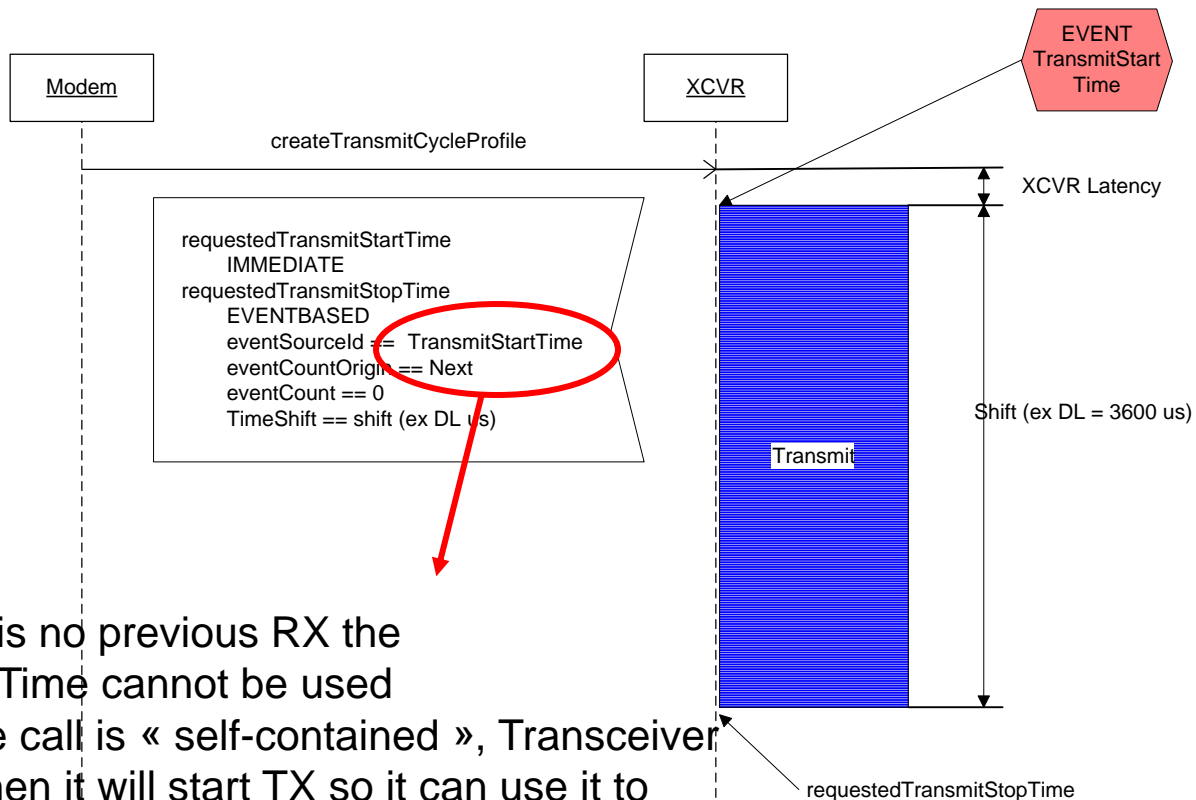 EVENT
TransmitStart
Time
Modem
XCVR
createTransmitCycleProfile
XCVR Latency
requestedTransmitStartTime
IMMEDIATE
requestedTransmitStopTime
EVENTBASED
eventSourceId == TransmitStartTime
eventCountOrigin == Next
eventCount == 0
TimeShift == shift (ex DL us)
Shift (ex DL = 3600 us)
Transmit
is no previous RX the
Time cannot be used
call is « self-contained », Transceiver
it will start TX so it can use it to
requestedTransmitStopTime